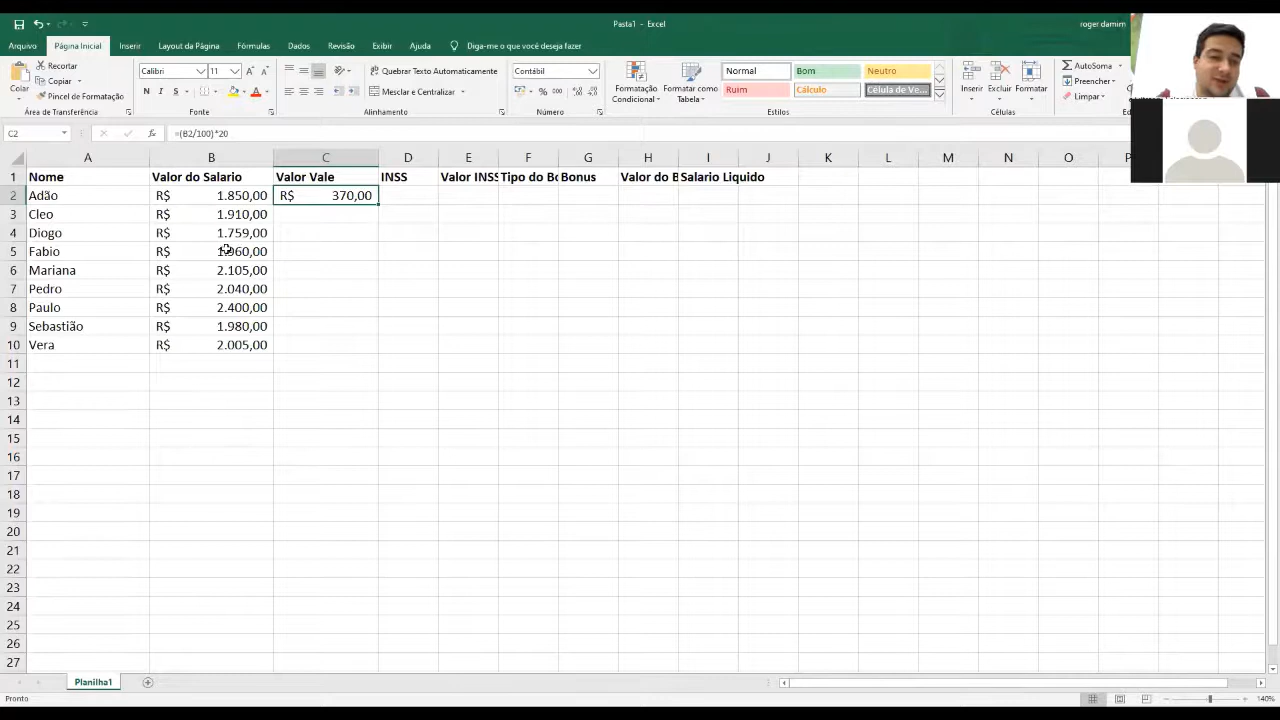 Pasta1 - Excel
roger damim
Arquivo Página Inicial Inserir Layout da Página Fórmulas Dados Revisão Exibir Ajuda Diga-me o que você deseja fazer
Colar
Recortar
Copiar
Pincel de Formatação
Área de Transferência
Calibri 11
N I S
Fonte
Quebrar Texto Automaticamente
Mesclar e Centralizar
Alinhamento
Contábil
% 000
Número
Formatação Condicional
Formatar como Tabela
Normal Bom Neutro
Ruim Cálculo Célula de Ve...
Estilos
Inserir Excluir Formatar
Células
AutoSoma
Preencher
Limpar
C2 fx =(B2/100)*20
A B C D E F G H I J K L M N O P
1 Nome Valor do Salario Valor Vale INSS Valor INSS Tipo do Bo Bonus Valor do B Salario Liquido
2 Adão R$ 1.850,00 R$ 370,00
3 Cleo R$ 1.910,00
4 Diogo R$ 1.759,00
5 Fabio R$ 1.960,00
6 Mariana R$ 2.105,00
7 Pedro R$ 2.040,00
8 Paulo R$ 2.400,00
9 Sebastião R$ 1.980,00
10 Vera R$ 2.005,00
11
12
13
14
15
16
17
18
19
20
21
22
23
24
25
26
27
Planilha1
Pronto
140%